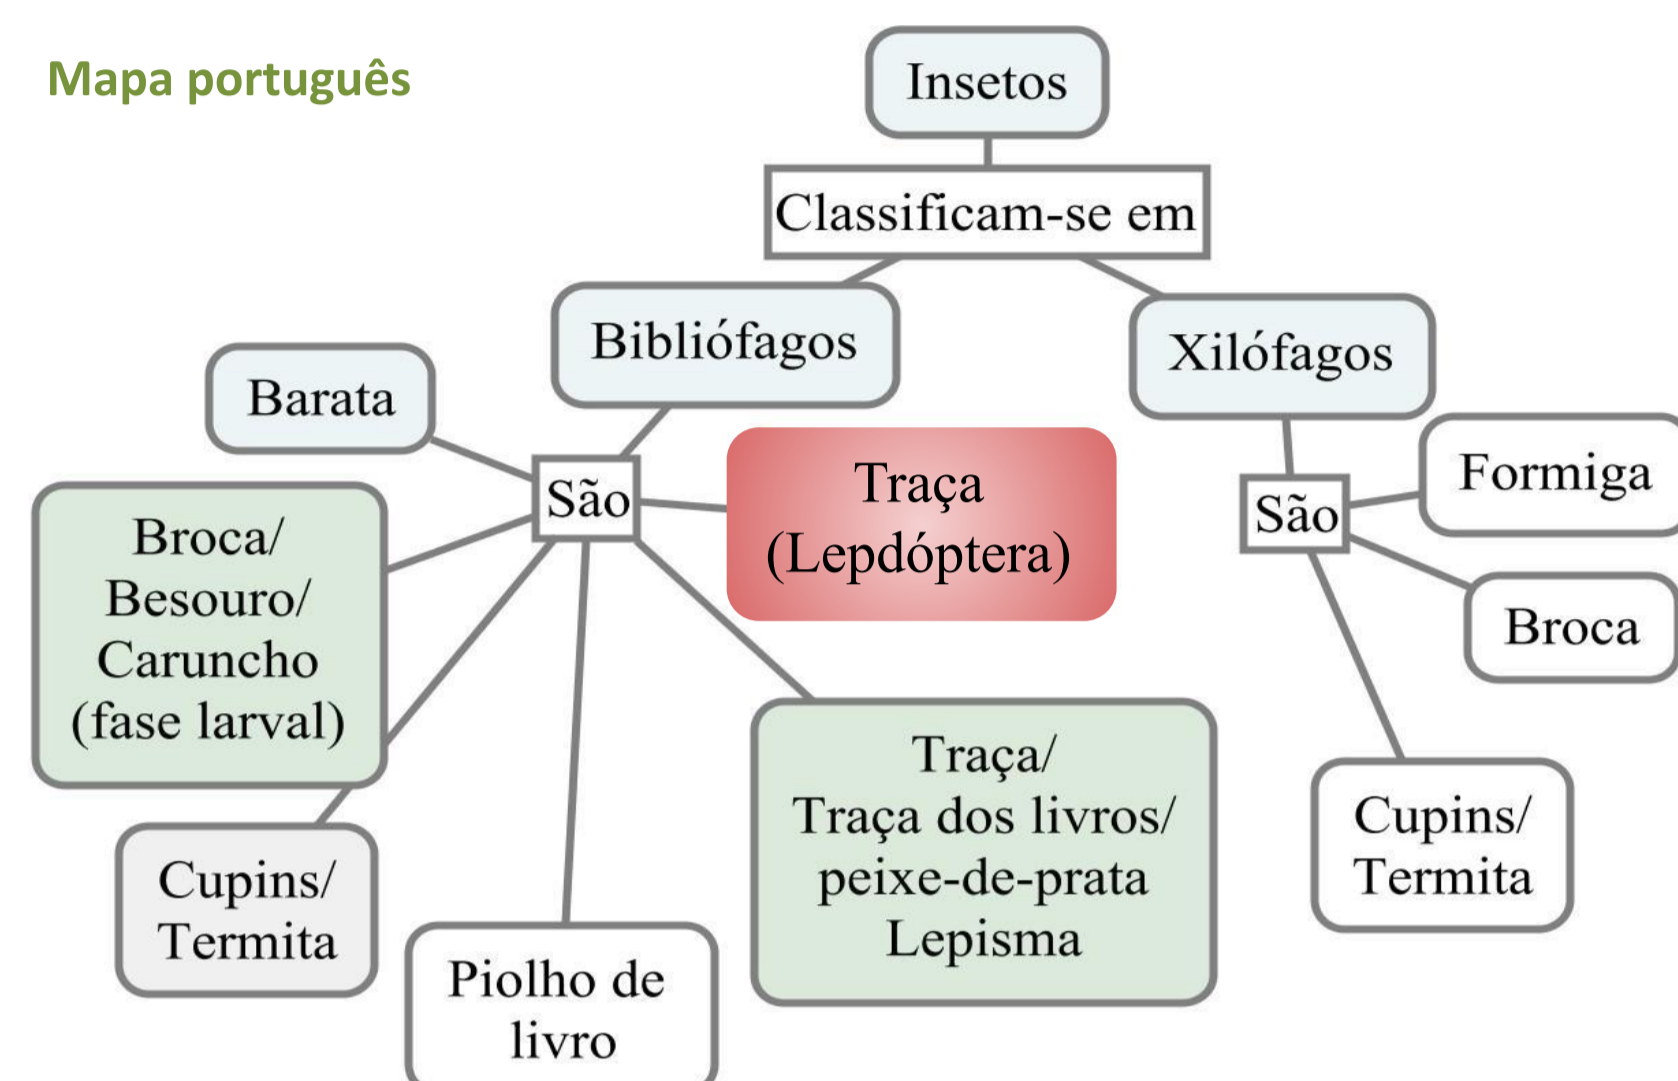 Mapa português
Insetos
Classificam-se em
Bibliófagos
Xilófagos
Barata
São
Traça
(Lepdóptera)
Broca/
Besouro/
Caruncho
(fase larval)
Cupins/
Termita
Piolho de
livro
Traça/
Traça dos livros/
peixe-de-prata
Lepisma
São
Formiga
Broca
Cupins/
Termita